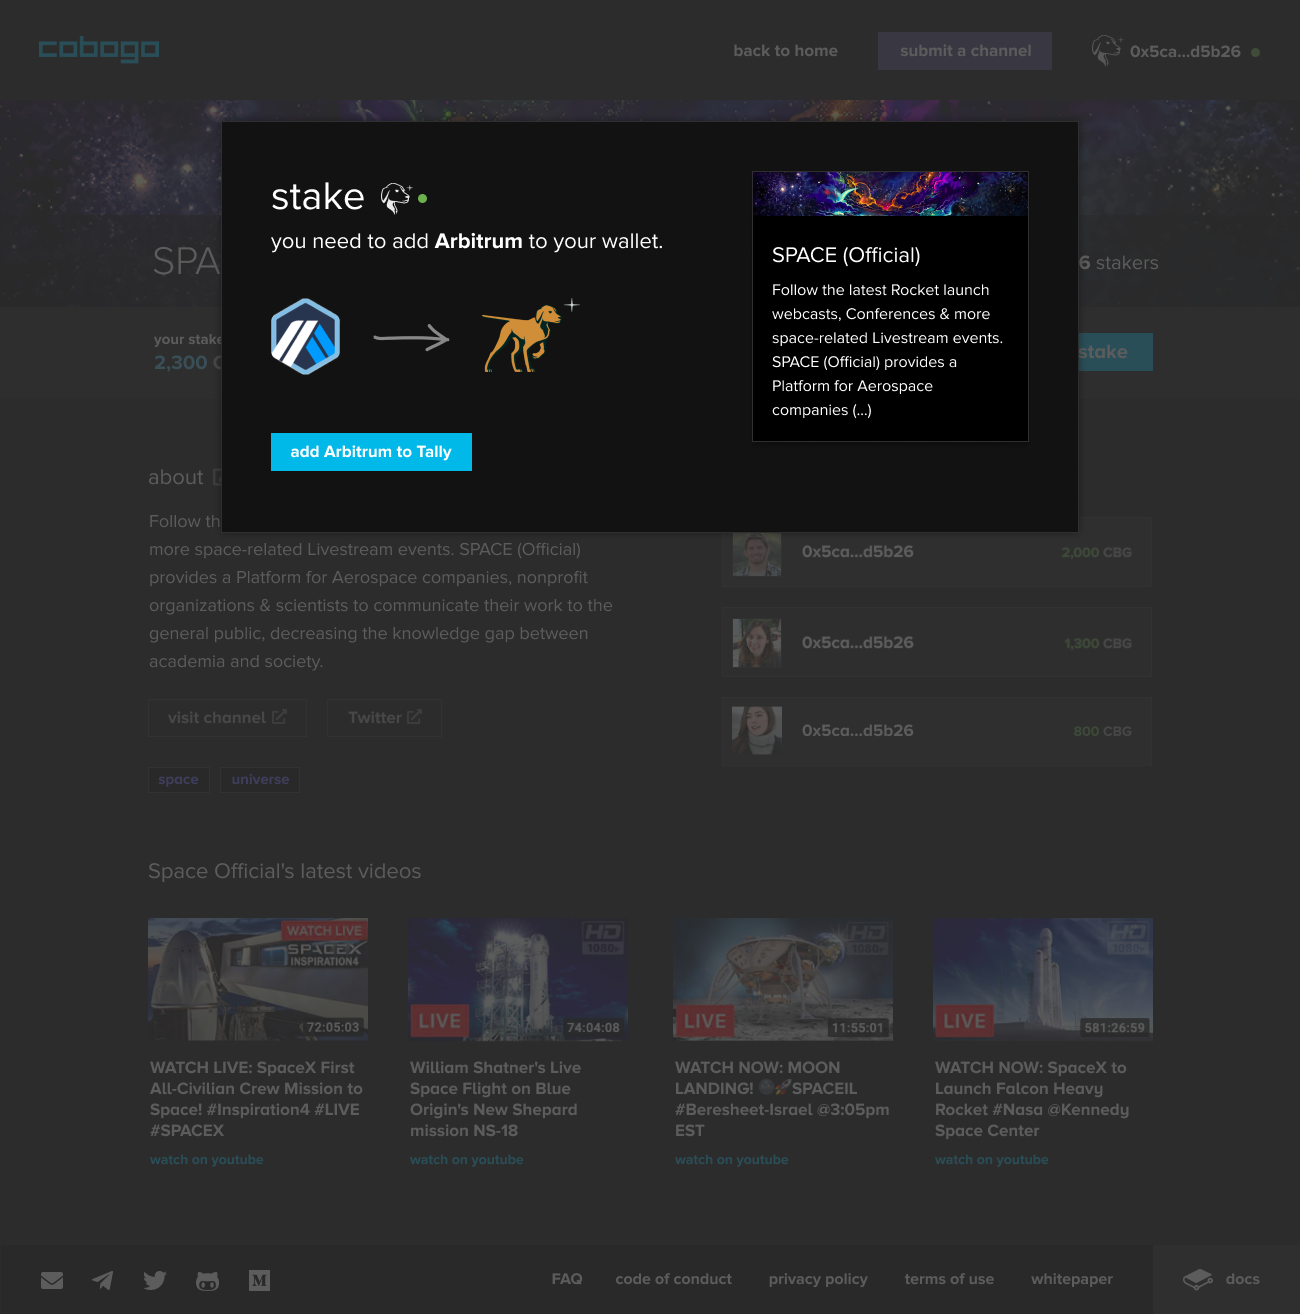 cobogo
back to home
submit a channel
0x5ca...d5b26
stake
you need to add Arbitrum to your wallet.
add Arbitrum to Tally
SPACE (Official)
Follow the latest Rocket launch
webcasts, Conferences & more
space-related Livestream events.
SPACE (Official) provides a
Platform for Aerospace
companies (...)
SPA
6 stakers
your stake
2,300 C
stake
about
Follow th
more space-related Livestream events. SPACE (Official)
provides a Platform for Aerospace companies, nonprofit
organizations & scientists to communicate their work to the
general public, decreasing the knowledge gap between
academia and society.
visit channel
Twitter
space
universe
0x5ca...d5b26
2,000 CBG
0x5ca...d5b26
1,300 CBG
0x5ca...d5b26
800 CBG
Space Official's latest videos
WATCH LIVE
SPACEX
INSPIRATION4
72:05:03
HD
1080p
LIVE
74:04:08
HD
1080p
LIVE
11:55:01
HD
1080p
LIVE
581:26:59
WATCH LIVE: SpaceX First
All-Civilian Crew Mission to
Space! #Inspiration4 #LIVE
#SPACEX
watch on youtube
William Shatner's Live
Space Flight on Blue
Origin's New Shepard
mission NS-18
watch on youtube
WATCH NOW: MOON
LANDING! 🌑🚀SPACEIL
#Beresheet-Israel @3:05pm
EST
watch on youtube
WATCH NOW: SpaceX to
Launch Falcon Heavy
Rocket #Nasa @Kennedy
Space Center
watch on youtube
M
FAQ
code of conduct
privacy policy
terms of use
whitepaper
docs